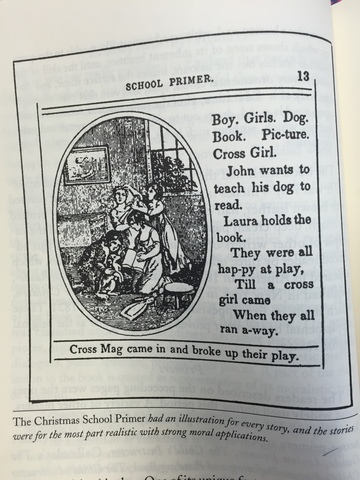 SCHOOL PRIMER. 13
Boy. Girls. Dog.
Book. Pic-ture.
Cross Girl.
John wants to
teach his dog to
read.
Laura holds the
book.
They were all
hap-py at play,
Till a cross
girl came
When they all
ran a-way.
Cross Mag came in and broke up their play.
The Christmas School Primer had an illustration for every story, and the stories
were for the most part realistic with strong moral applications.